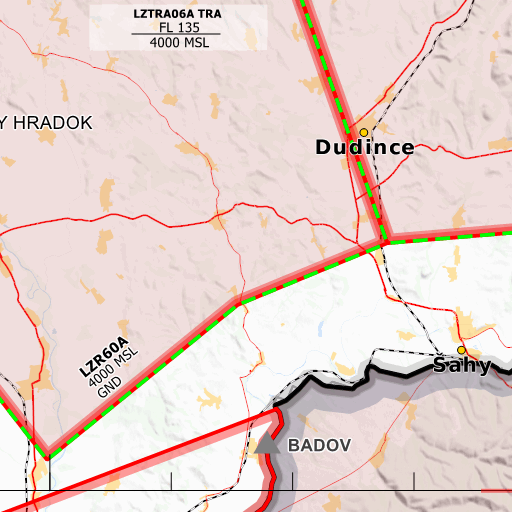 LZTRA06A TRA
FL 135
4000 MSL
Y HRADOK
Dudince
LZR60A
4000 MSL
GND
Sahy
BADOV